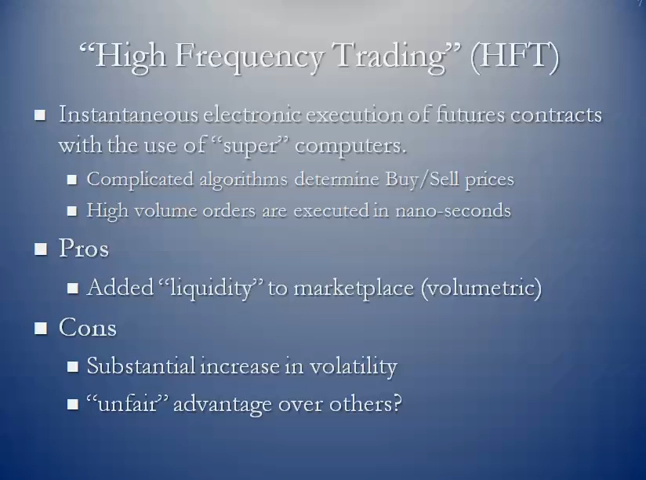 “High Frequency Trading” (HFT)
Instantaneous electronic execution of futures contracts
with the use of “super” computers.
Complicated algorithms determine Buy/Sell prices
High volume orders are executed in nano-seconds
Pros
Added “liquidity” to marketplace (volumetric)
Cons
Substantial increase in volatility
“unfair” advantage over others?